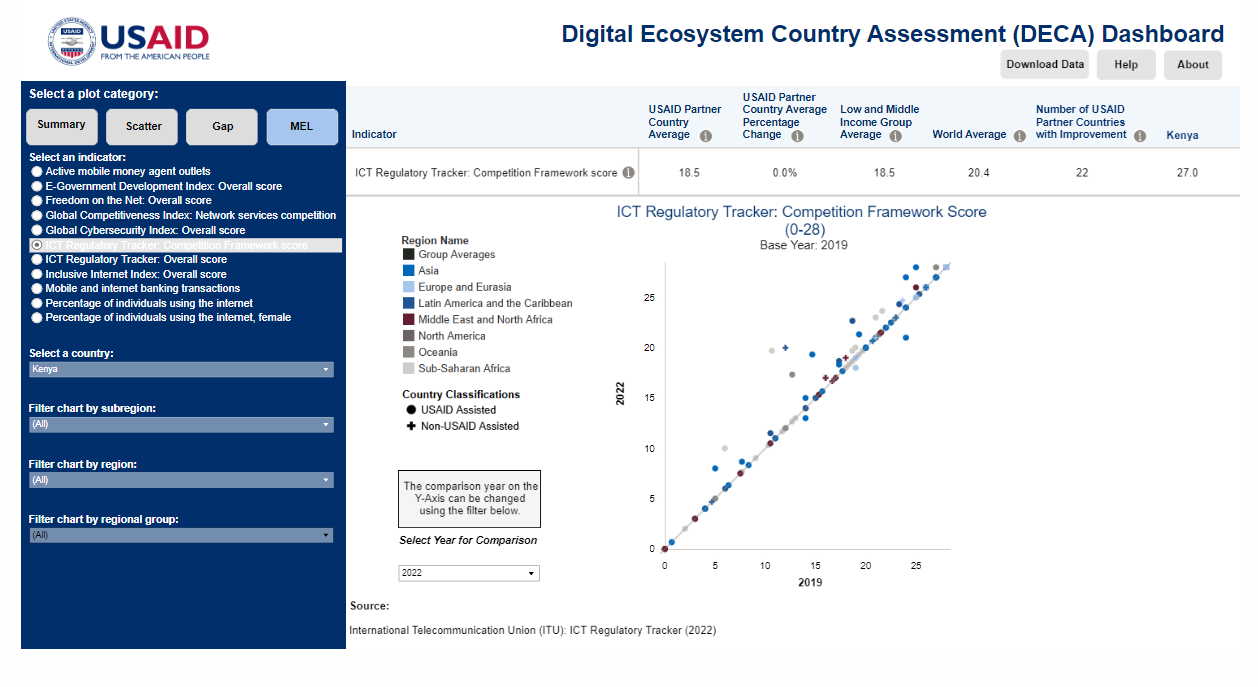 USAID
FROM THE AMERICAN PEOPLE
Digital Ecosystem Country Assessment (DECA) Dashboard
Download Data
Help
About
Select a plot category:
Summary
Scatter
Gap
MEL
Select an indicator:
Active mobile money agent outlets
E-Government Development Index: Overall score
Freedom on the Net: Overall score
Global Competitiveness Index: Network services competition
Global Cybersecurity Index: Overall score
ICT Regulatory Tracker: Competition Framework score
ICT Regulatory Tracker: Overall score
Inclusive Internet Index: Overall score
Mobile and internet banking transactions
Percentage of individuals using the internet
Percentage of individuals using the internet, female
Select a country:
Kenya
Filter chart by subregion:
(All)
Filter chart by region:
(All)
Filter chart by regional group:
(All)
Indicator
USAID Partner
Country
Average
USAID Partner
Country Average
Percentage
Change
Low and Middle
Income Group
Average
World Average
Number of USAID
Partner Countries
with Improvement
Kenya
ICT Regulatory Tracker: Competition Framework score
18.5
0.0%
18.5
20.4
22
27.0
ICT Regulatory Tracker: Competition Framework Score
(0-28)
Base Year: 2019
Region Name
Group Averages
Asia
Europe and Eurasia
Latin America and the Caribbean
Middle East and North Africa
North America
Oceania
Sub-Saharan Africa
Country Classifications
USAID Assisted
Non-USAID Assisted
The comparison year on the
Y-Axis can be changed
using the filter below.
Select Year for Comparison
2022
2022
25
20
15
10
5
0
0
5
10
15
20
25
2019
Source:
International Telecommunication Union (ITU): ICT Regulatory Tracker (2022)